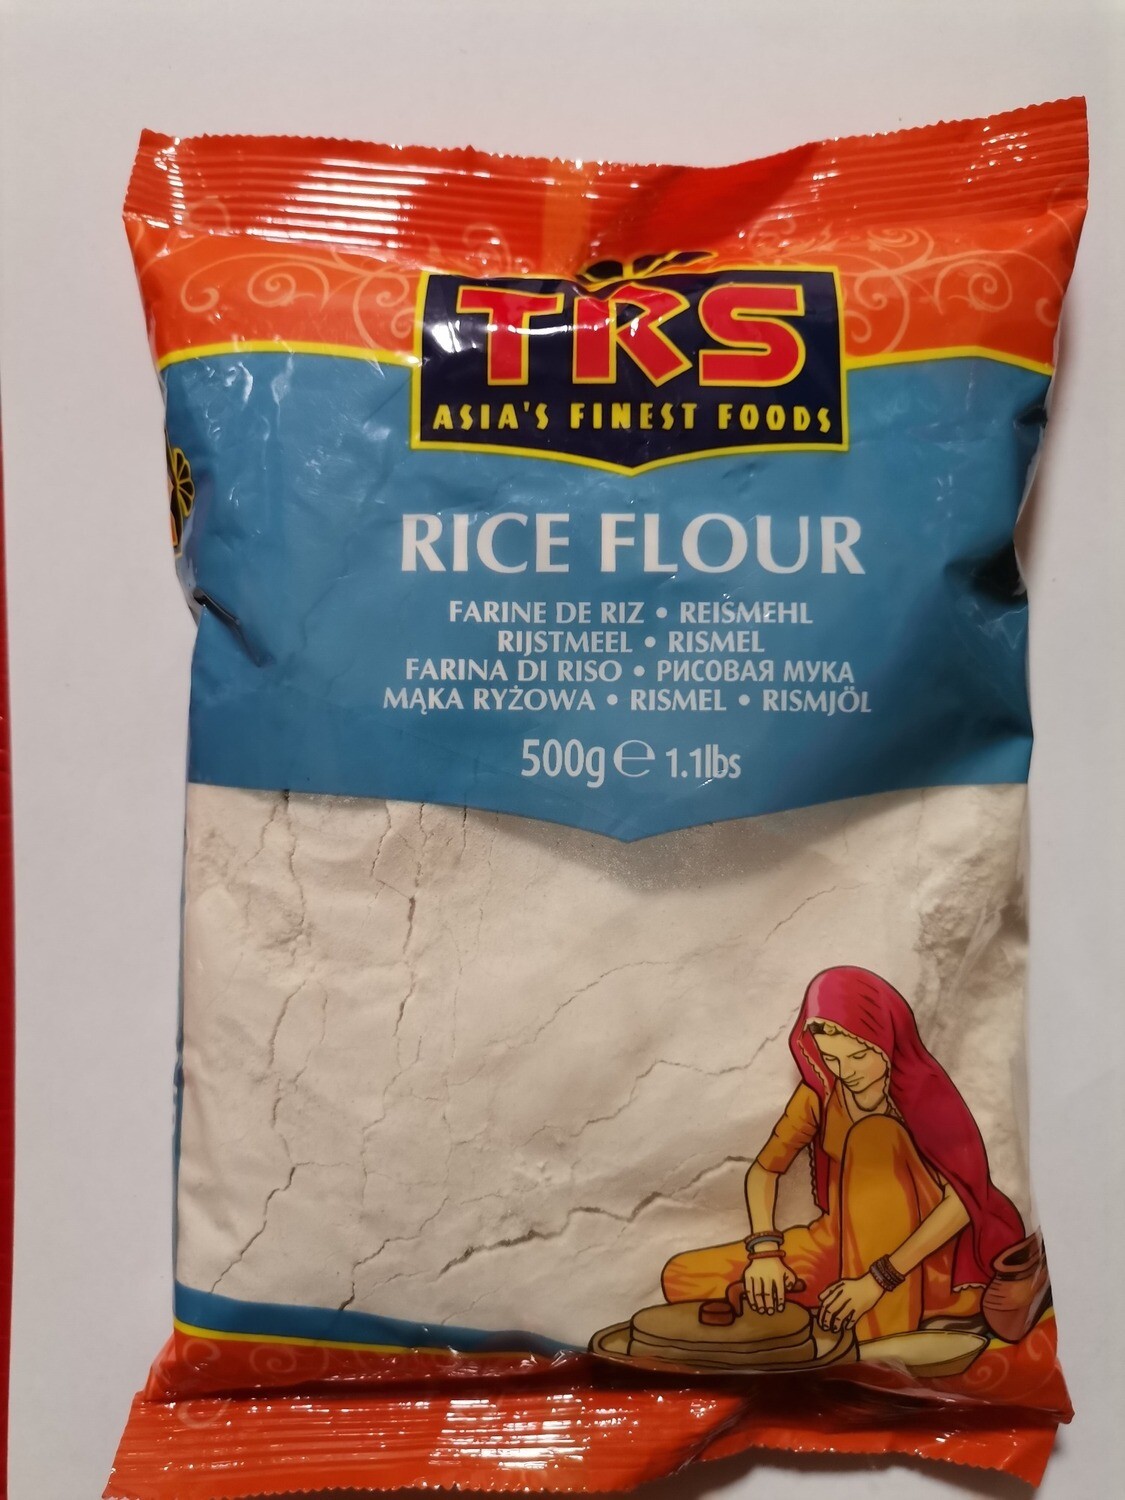 TRS
ASIA'S FINEST FOODS
RICE FLOUR
FARINE DE RIZ • REISMEHL
RIJSTMEEL • RISMEL
FARINA DI RISO • РИСОВАЯ МУКА
MĄKA RYŻOWA • RISMEL • RISMJÖL
500g ℮ 1.1lbs